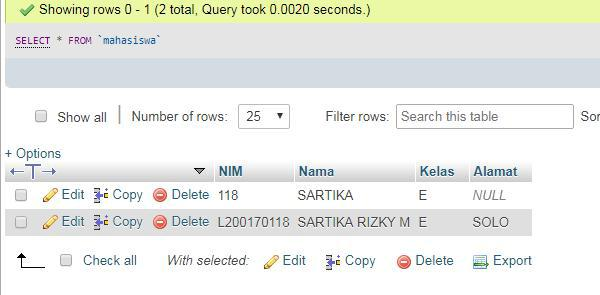 Showing rows 0 - 1 (2 total, Query took 0.0020 seconds.)
SELECT * FROM `mahasiswa`
Show all | Number of rows: 25 Filter rows: Search this table Sor
+ Options
←T→ NIM Nama Kelas Alamat
Edit Copy Delete 118 SARTIKA E NULL
Edit Copy Delete L200170118 SARTIKA RIZKY M E SOLO
Check all With selected: Edit Copy Delete Export